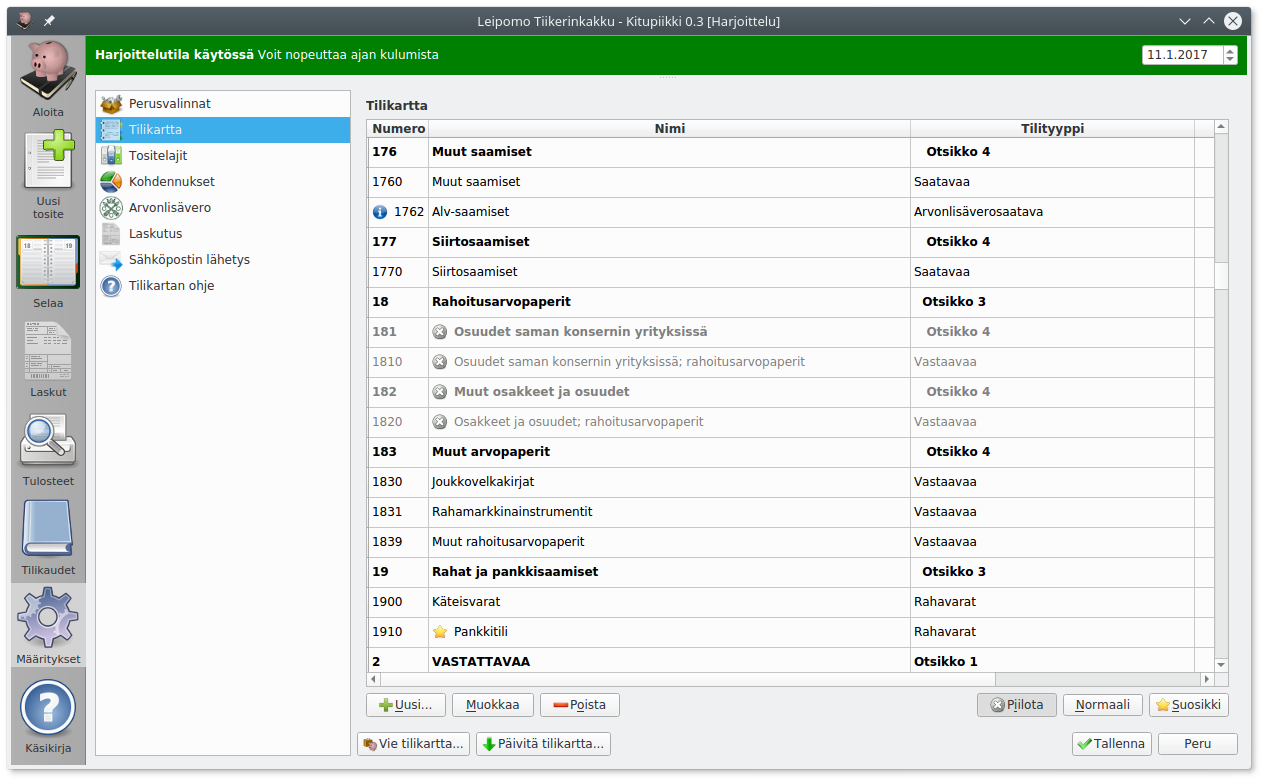 Leipomo Tiikerinkakku - Kitupiikki 0.3 [Harjoittelu]
Harjoittelutila käytössä Voit nopeuttaa ajan kulumista
11.1.2017
Aloita
Uusi
tosite
18 19
Selaa
Laskut
Tulosteet
Tilikaudet
Määritykset
Käsikirja
Perusvalinnat
Tilikartta
Tositelajit
Kohdennukset
Arvonlisävero
Laskutus
Sähköpostin lähetys
Tilikartan ohje
Tilikartta
Numero Nimi Tilityyppi
176 Muut saamiset Otsikko 4
1760 Muut saamiset Saatavaa
1762 Alv-saamiset Arvonlisäverosaatava
177 Siirtosaamiset Otsikko 4
1770 Siirtosaamiset Saatavaa
18 Rahoitusarvopaperit Otsikko 3
181 Osuudet saman konsernin yrityksissä Otsikko 4
1810 Osuudet saman konsernin yrityksissä; rahoitusarvopaperit Vastaavaa
182 Muut osakkeet ja osuudet Otsikko 4
1820 Osakkeet ja osuudet; rahoitusarvopaperit Vastaavaa
183 Muut arvopaperit Otsikko 4
1830 Joukkovelkakirjat Vastaavaa
1831 Rahamarkkinainstrumentit Vastaavaa
1839 Muut rahoitusarvopaperit Vastaavaa
19 Rahat ja pankkisaamiset Otsikko 3
1900 Käteisvarat Rahavarat
1910 Pankkitili Rahavarat
2 VASTATTAVAA Otsikko 1
Uusi... Muokkaa Poista Piilota Normaali Suosikki
Vie tilikartta... Päivitä tilikartta... Tallenna Peru